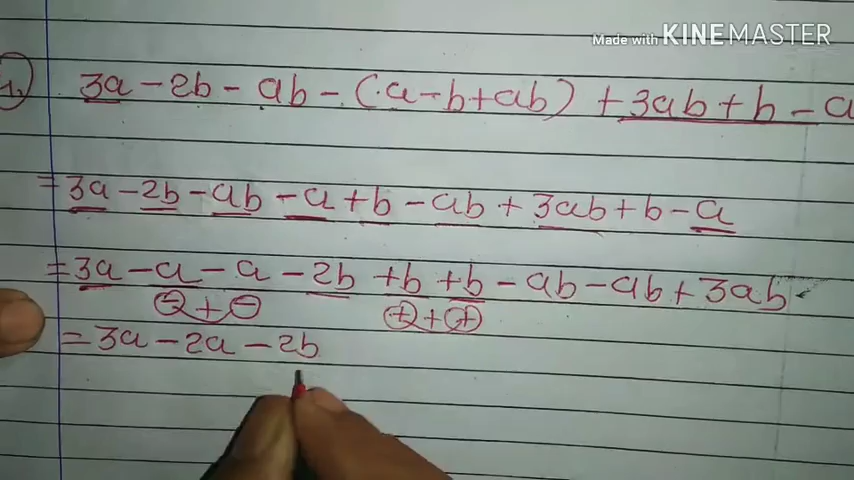 Made with KINEMASTER
1. 3a - 2b - ab - (a - b + ab) + 3ab + b - a
= 3a - 2b - ab - a + b - ab + 3ab + b - a
= 3a - a - a - 2b + b + b - ab - ab + 3ab
⊖ + ⊖ ⊕ + ⊕
= 3a - 2a - 2b